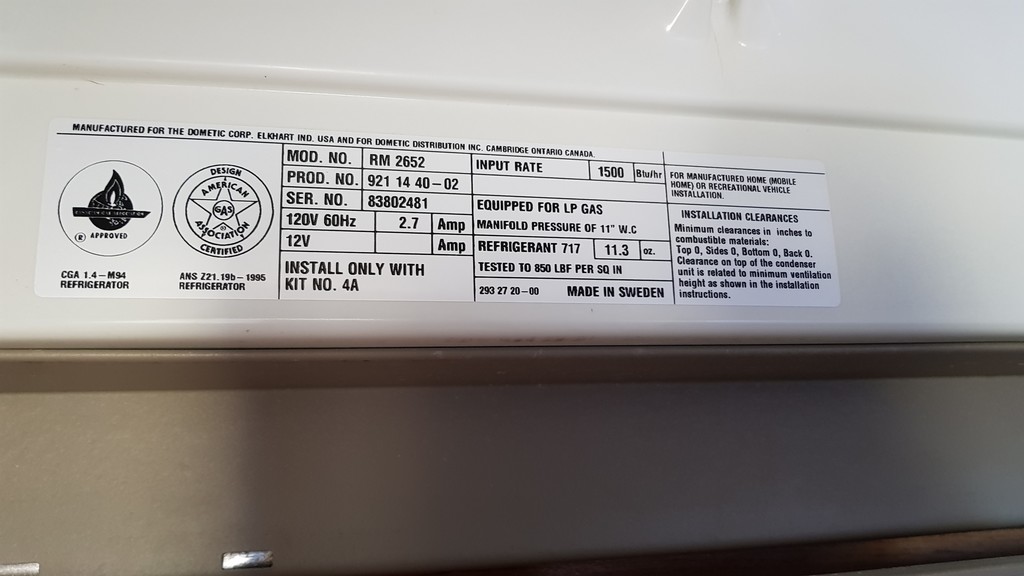 MANUFACTURED FOR THE DOMETIC CORP. ELKHART IND. USA AND FOR DOMETIC DISTRIBUTION INC. CAMBRIDGE ONTARIO CANADA.
® APPROVED
CGA 1.4-M94
REFRIGERATOR
DESIGN
AMERICAN
GAS
®
ASSOCIATION
CERTIFIED
ANS Z21.19b-1995
REFRIGERATOR
MOD. NO. RM 2652
PROD. NO. 921 14 40-02
SER. NO. 83802481
120V 60Hz 2.7 Amp
12V Amp
INSTALL ONLY WITH
KIT NO. 4A
INPUT RATE 1500 Btu/hr
EQUIPPED FOR LP GAS
MANIFOLD PRESSURE OF 11" W.C
REFRIGERANT 717 11.3 oz.
TESTED TO 850 LBF PER SQ IN
293 27 20-00 MADE IN SWEDEN
FOR MANUFACTURED HOME (MOBILE
HOME) OR RECREATIONAL VEHICLE
INSTALLATION.
INSTALLATION CLEARANCES
Minimum clearances in inches to
combustible materials:
Top 0, Sides 0, Bottom 0, Back 0.
Clearance on top of the condenser
unit is related to minimum ventilation
height as shown in the installation
instructions.